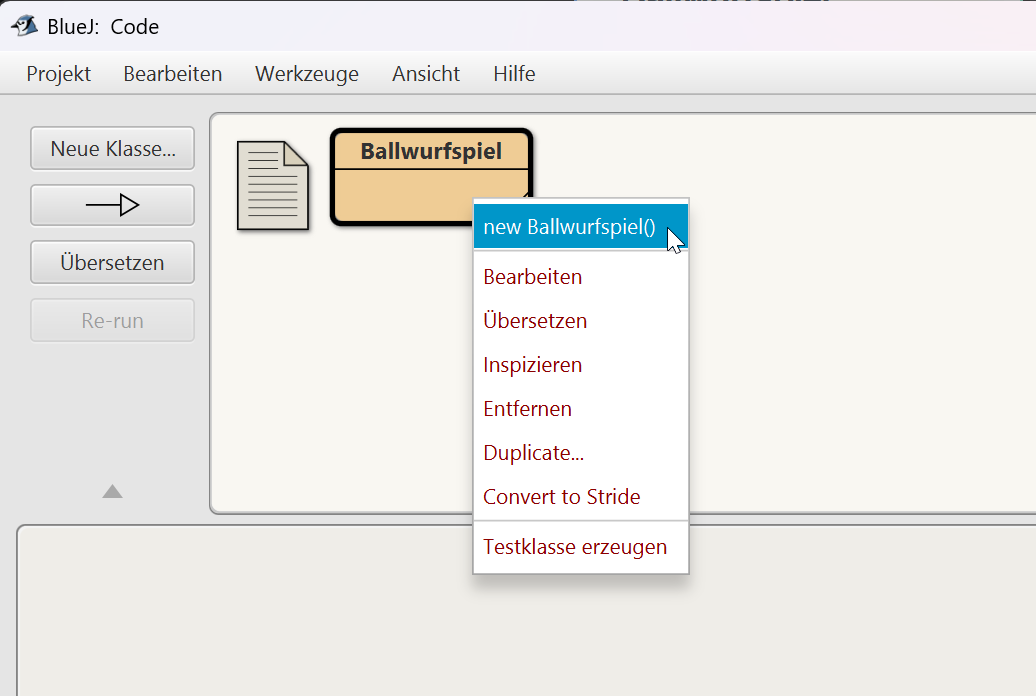 BlueJ: Code
Projekt Bearbeiten Werkzeuge Ansicht Hilfe
Neue Klasse...
Übersetzen
Re-run
Ballwurfspiel
new Ballwurfspiel()
Bearbeiten
Übersetzen
Inspizieren
Entfernen
Duplicate...
Convert to Stride
Testklasse erzeugen